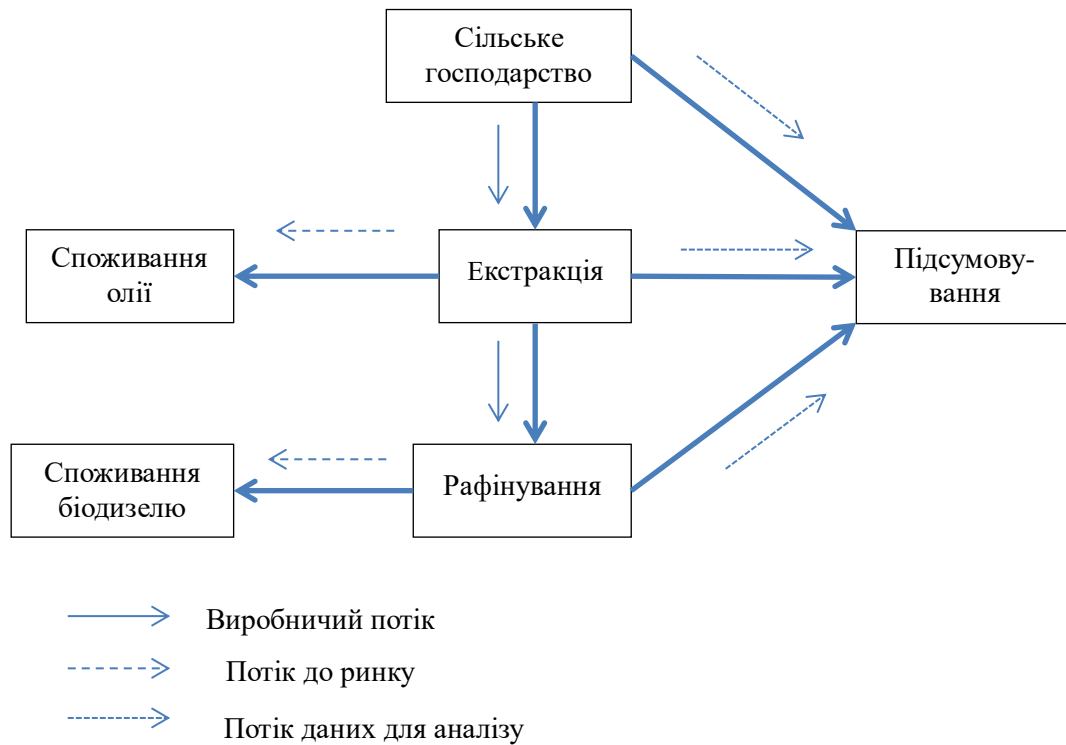 Сільське
господарство
Споживання
олії
Екстракція
Підсумову-
вання
Споживання
біодизелю
Рафінування
Виробничий потік
Потік до ринку
Потік даних для аналізу